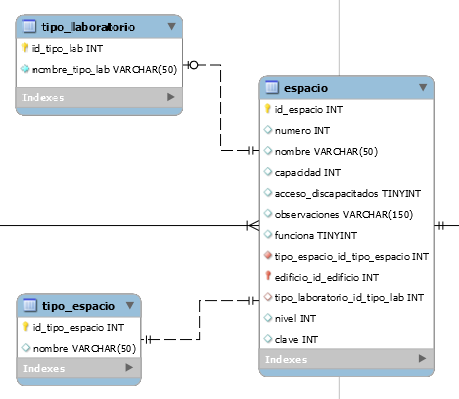 tipo_laboratorio
id_tipo_lab INT
nombre_tipo_lab VARCHAR(50)
Indexes
espacio
id_espacio INT
numero INT
nombre VARCHAR(50)
capacidad INT
acceso_discapacitados TINYINT
observaciones VARCHAR(150)
funciona TINYINT
tipo_espacio_id_tipo_espacio INT
edificio_id_edificio INT
tipo_laboratorio_id_tipo_lab INT
nivel INT
clave INT
Indexes
tipo_espacio
id_tipo_espacio INT
nombre VARCHAR(50)
Indexes